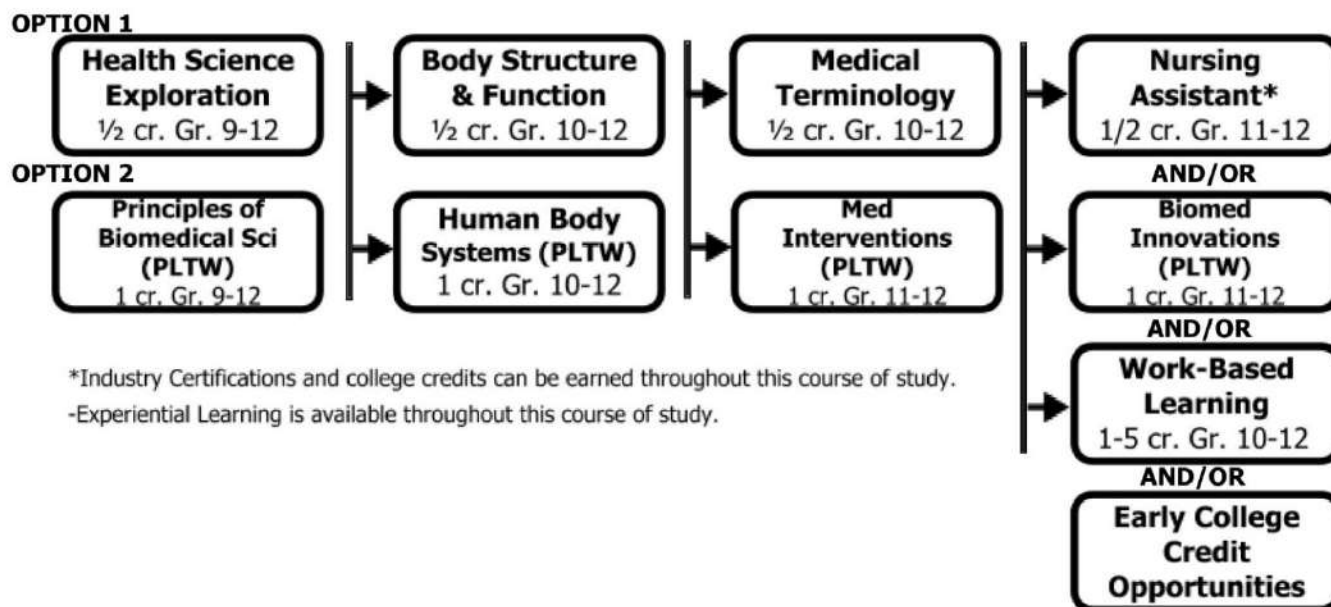 OPTION 1
Health Science
Exploration
½ cr. Gr. 9-12
Body Structure
& Function
½ cr. Gr. 10-12
Medical
Terminology
½ cr. Gr. 10-12
Nursing
Assistant*
1/2 cr. Gr. 11-12
OPTION 2
Principles of
Biomedical Sci
(PLTW)
1 cr. Gr. 9-12
Human Body
Systems (PLTW)
1 cr. Gr. 10-12
Med
Interventions
(PLTW)
1 cr. Gr. 11-12
AND/OR
Biomed
Innovations
(PLTW)
1 cr. Gr. 11-12
AND/OR
Work-Based
Learning
1-5 cr. Gr. 10-12
AND/OR
Early College
Credit
Opportunities
*Industry Certifications and college credits can be earned throughout this course of study.
-Experiential Learning is available throughout this course of study.